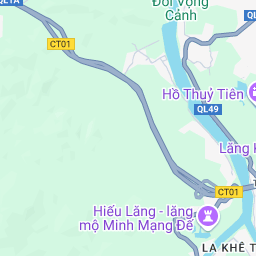 QL1A
Đồi Vọng
Cảnh
CT01
Hồ Thuỷ Tiên
QL49
Lăng
CT01
Hiếu Lăng - lăng
mộ Minh Mạng Đế
LA KHÊ T